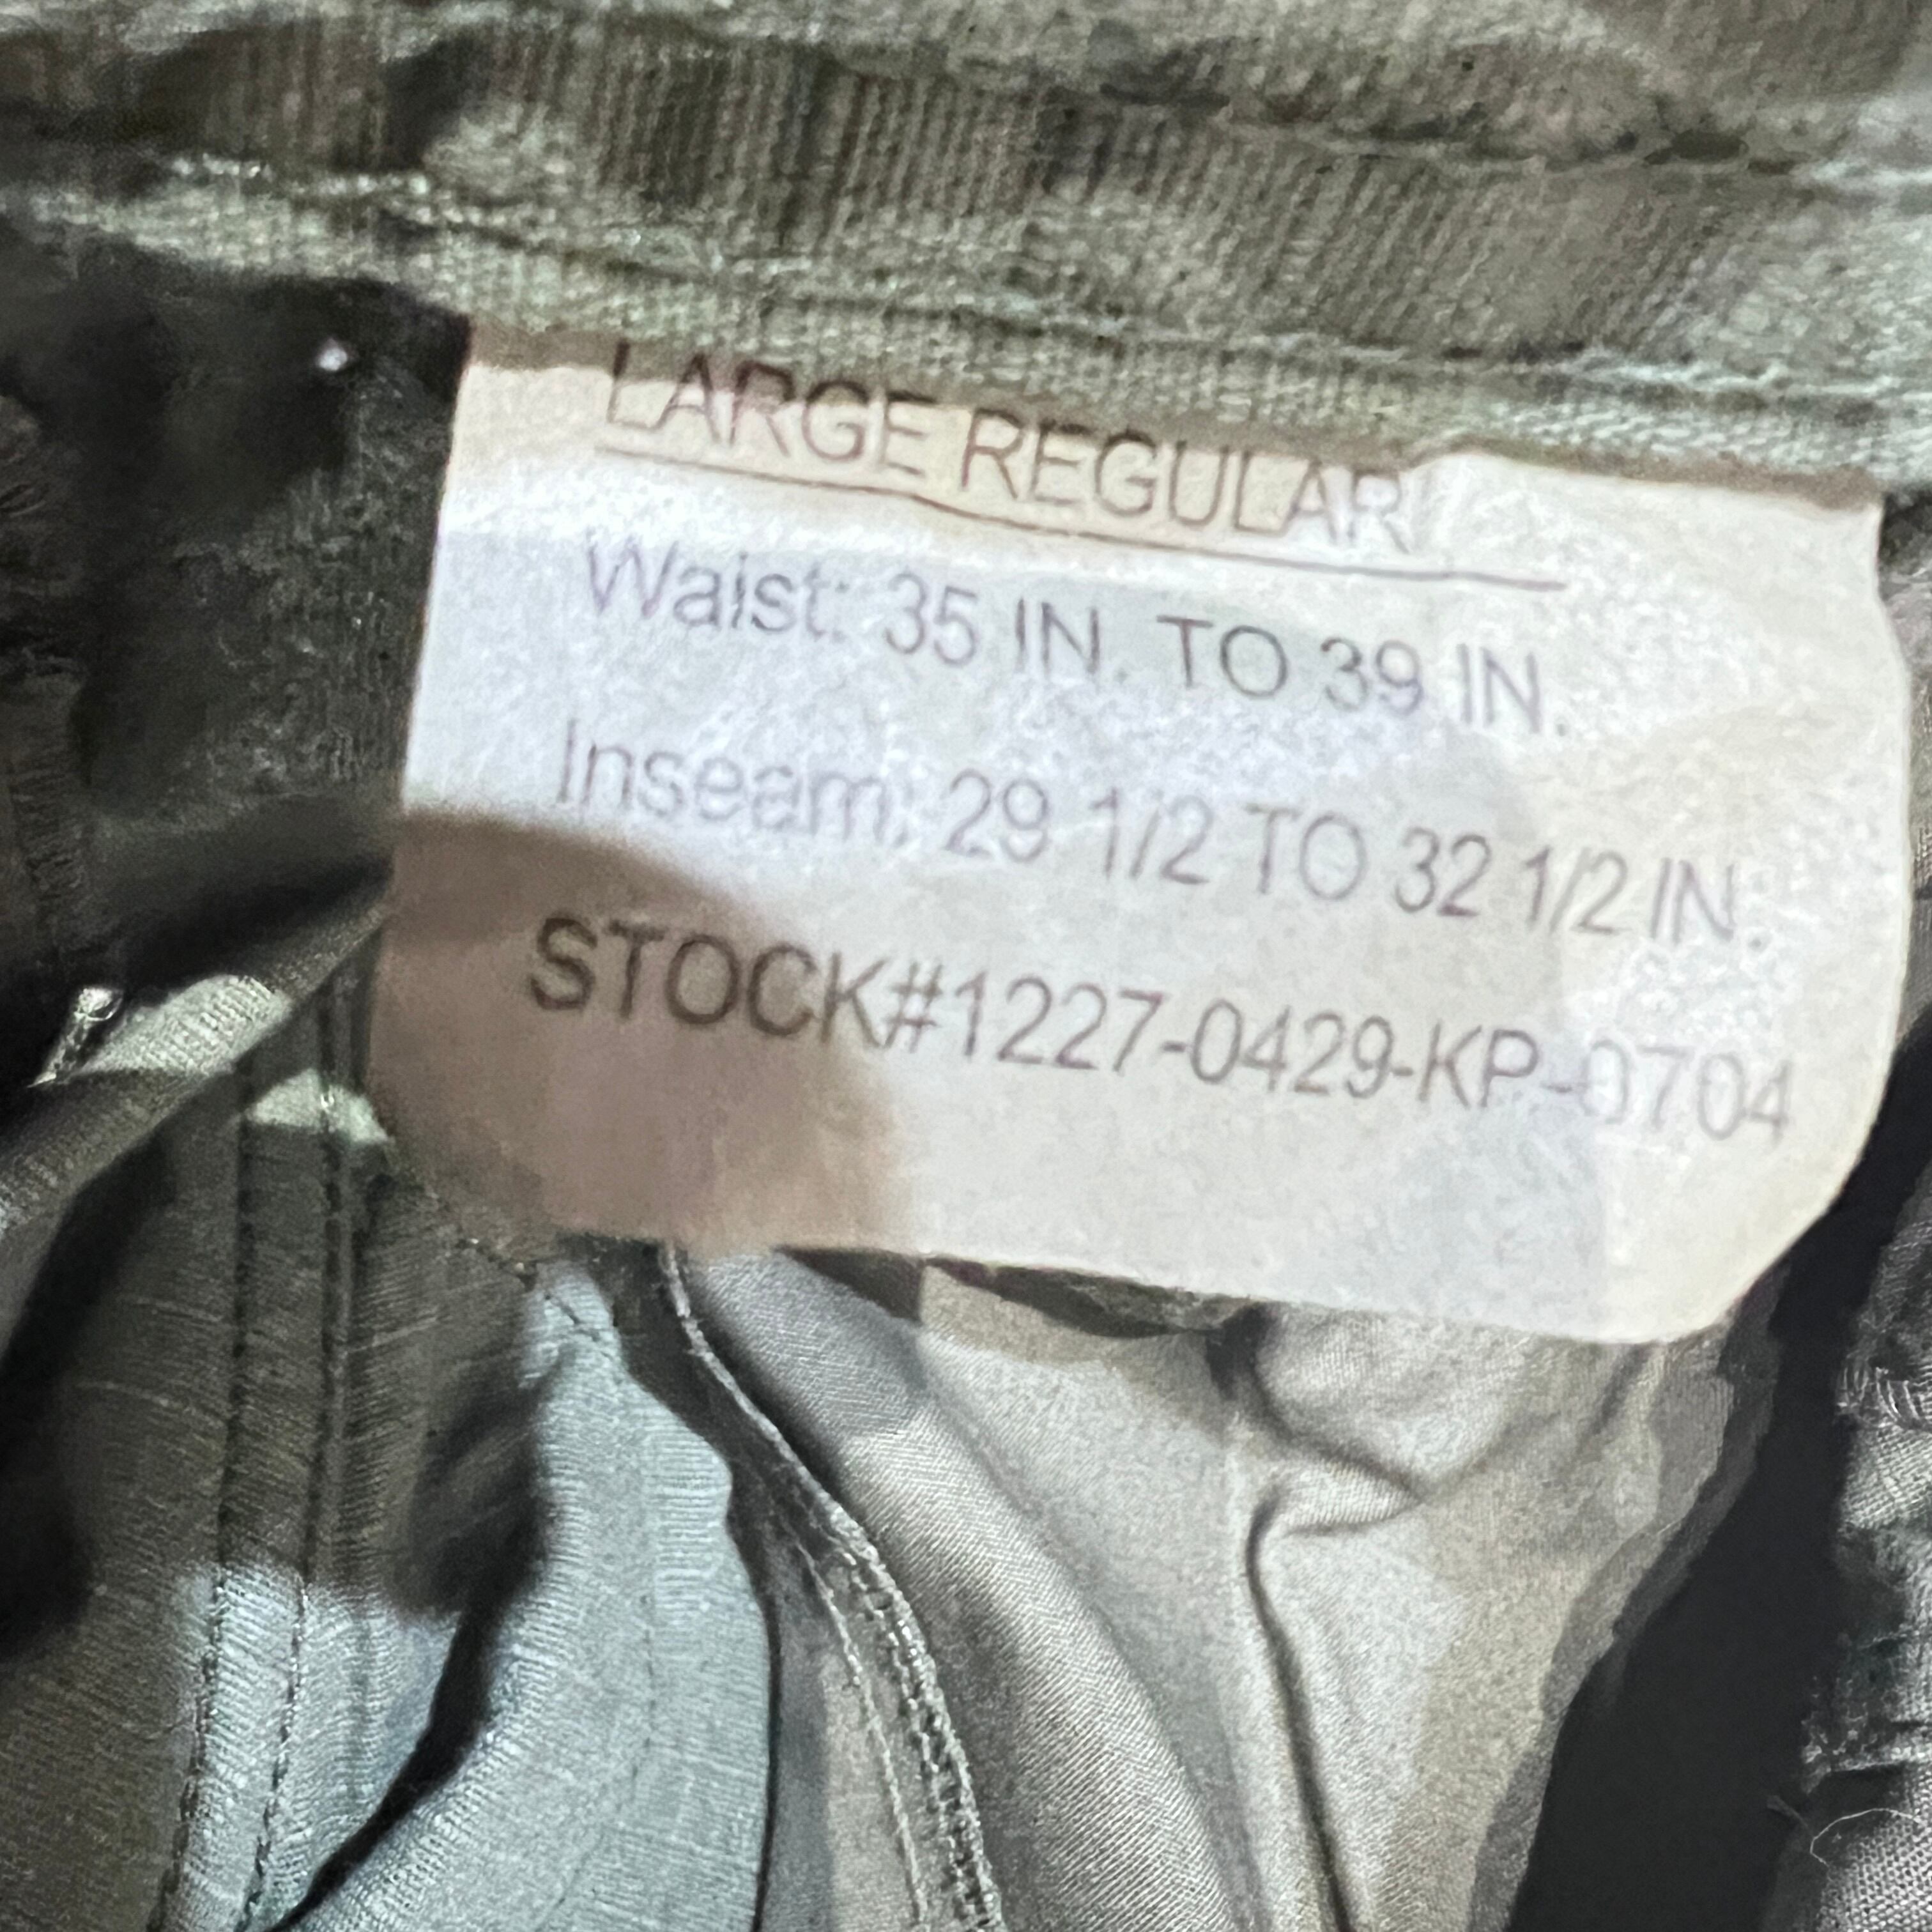 LARGE REGULAR
Waist: 35 IN. TO 39 IN.
Inseam: 29 1/2 TO 32 1/2 IN.
STOCK#1227-0429-KP-0704